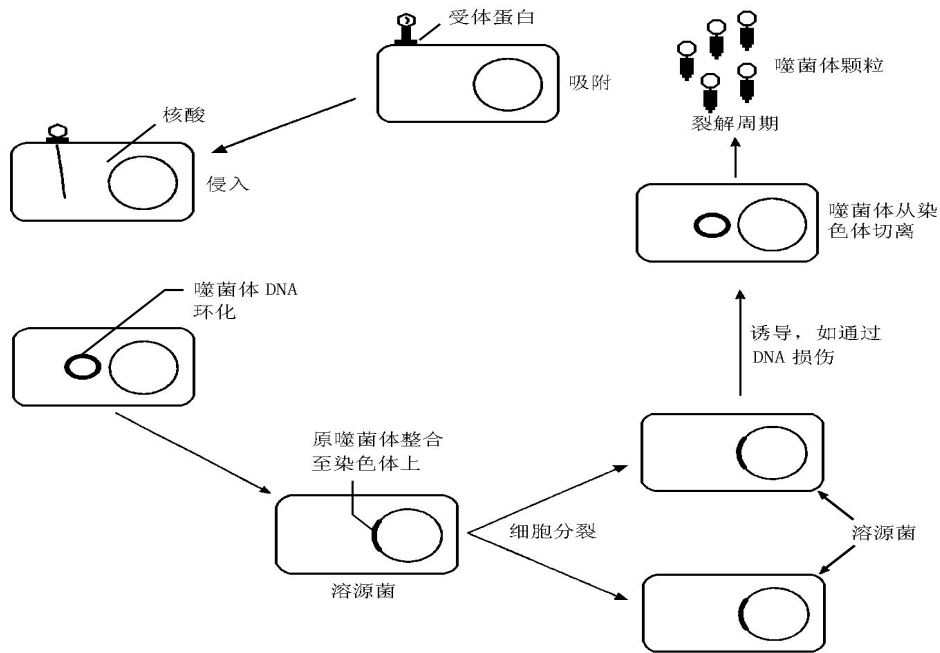 受体蛋白
吸附
核酸
侵入
噬菌体 DNA
环化
原噬菌体整合
至染色体上
溶源菌
细胞分裂
溶源菌
诱导，如通过
DNA 损伤
噬菌体从染
色体切离
裂解周期
噬菌体颗粒